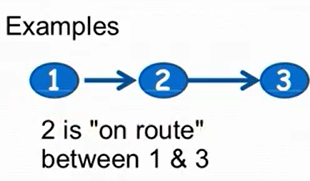 Examples
1 2 3
2 is "on route"
between 1 & 3